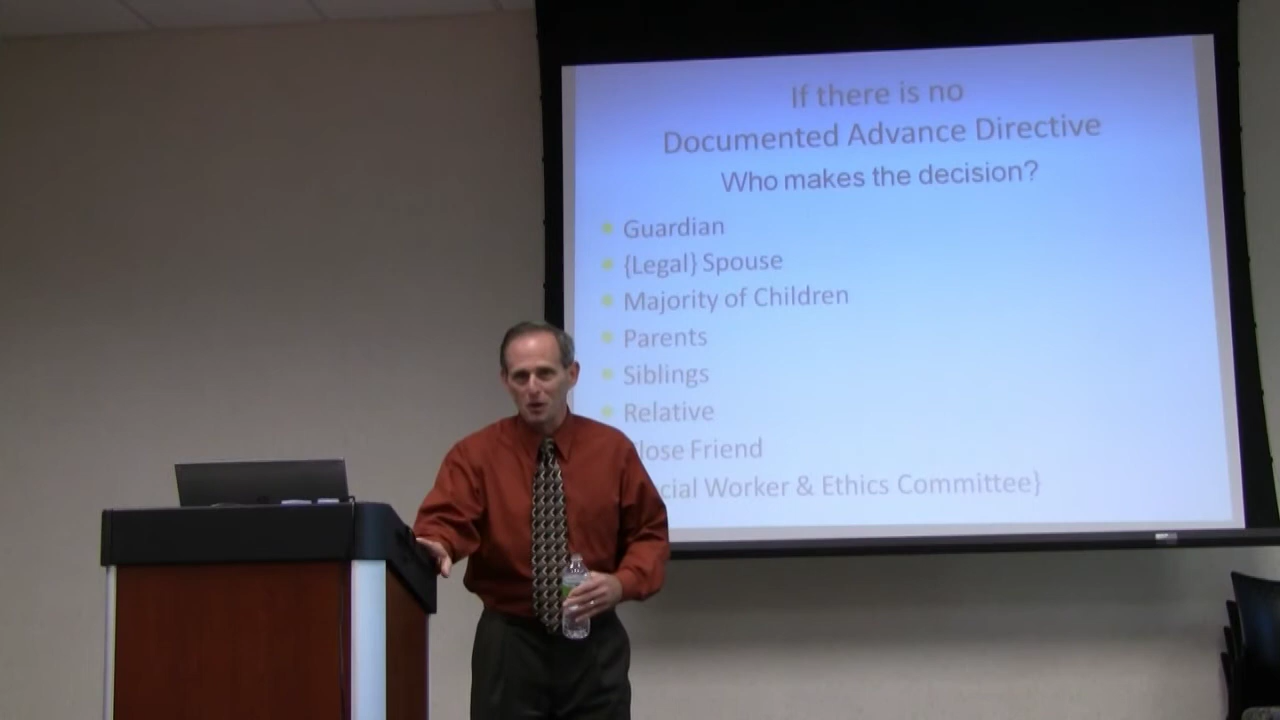 If there is no
Documented Advance Directive
Who makes the decision?
Guardian
{Legal} Spouse
Majority of Children
Parents
Siblings
Relative
lose Friend
cial Worker & Ethics Committee}